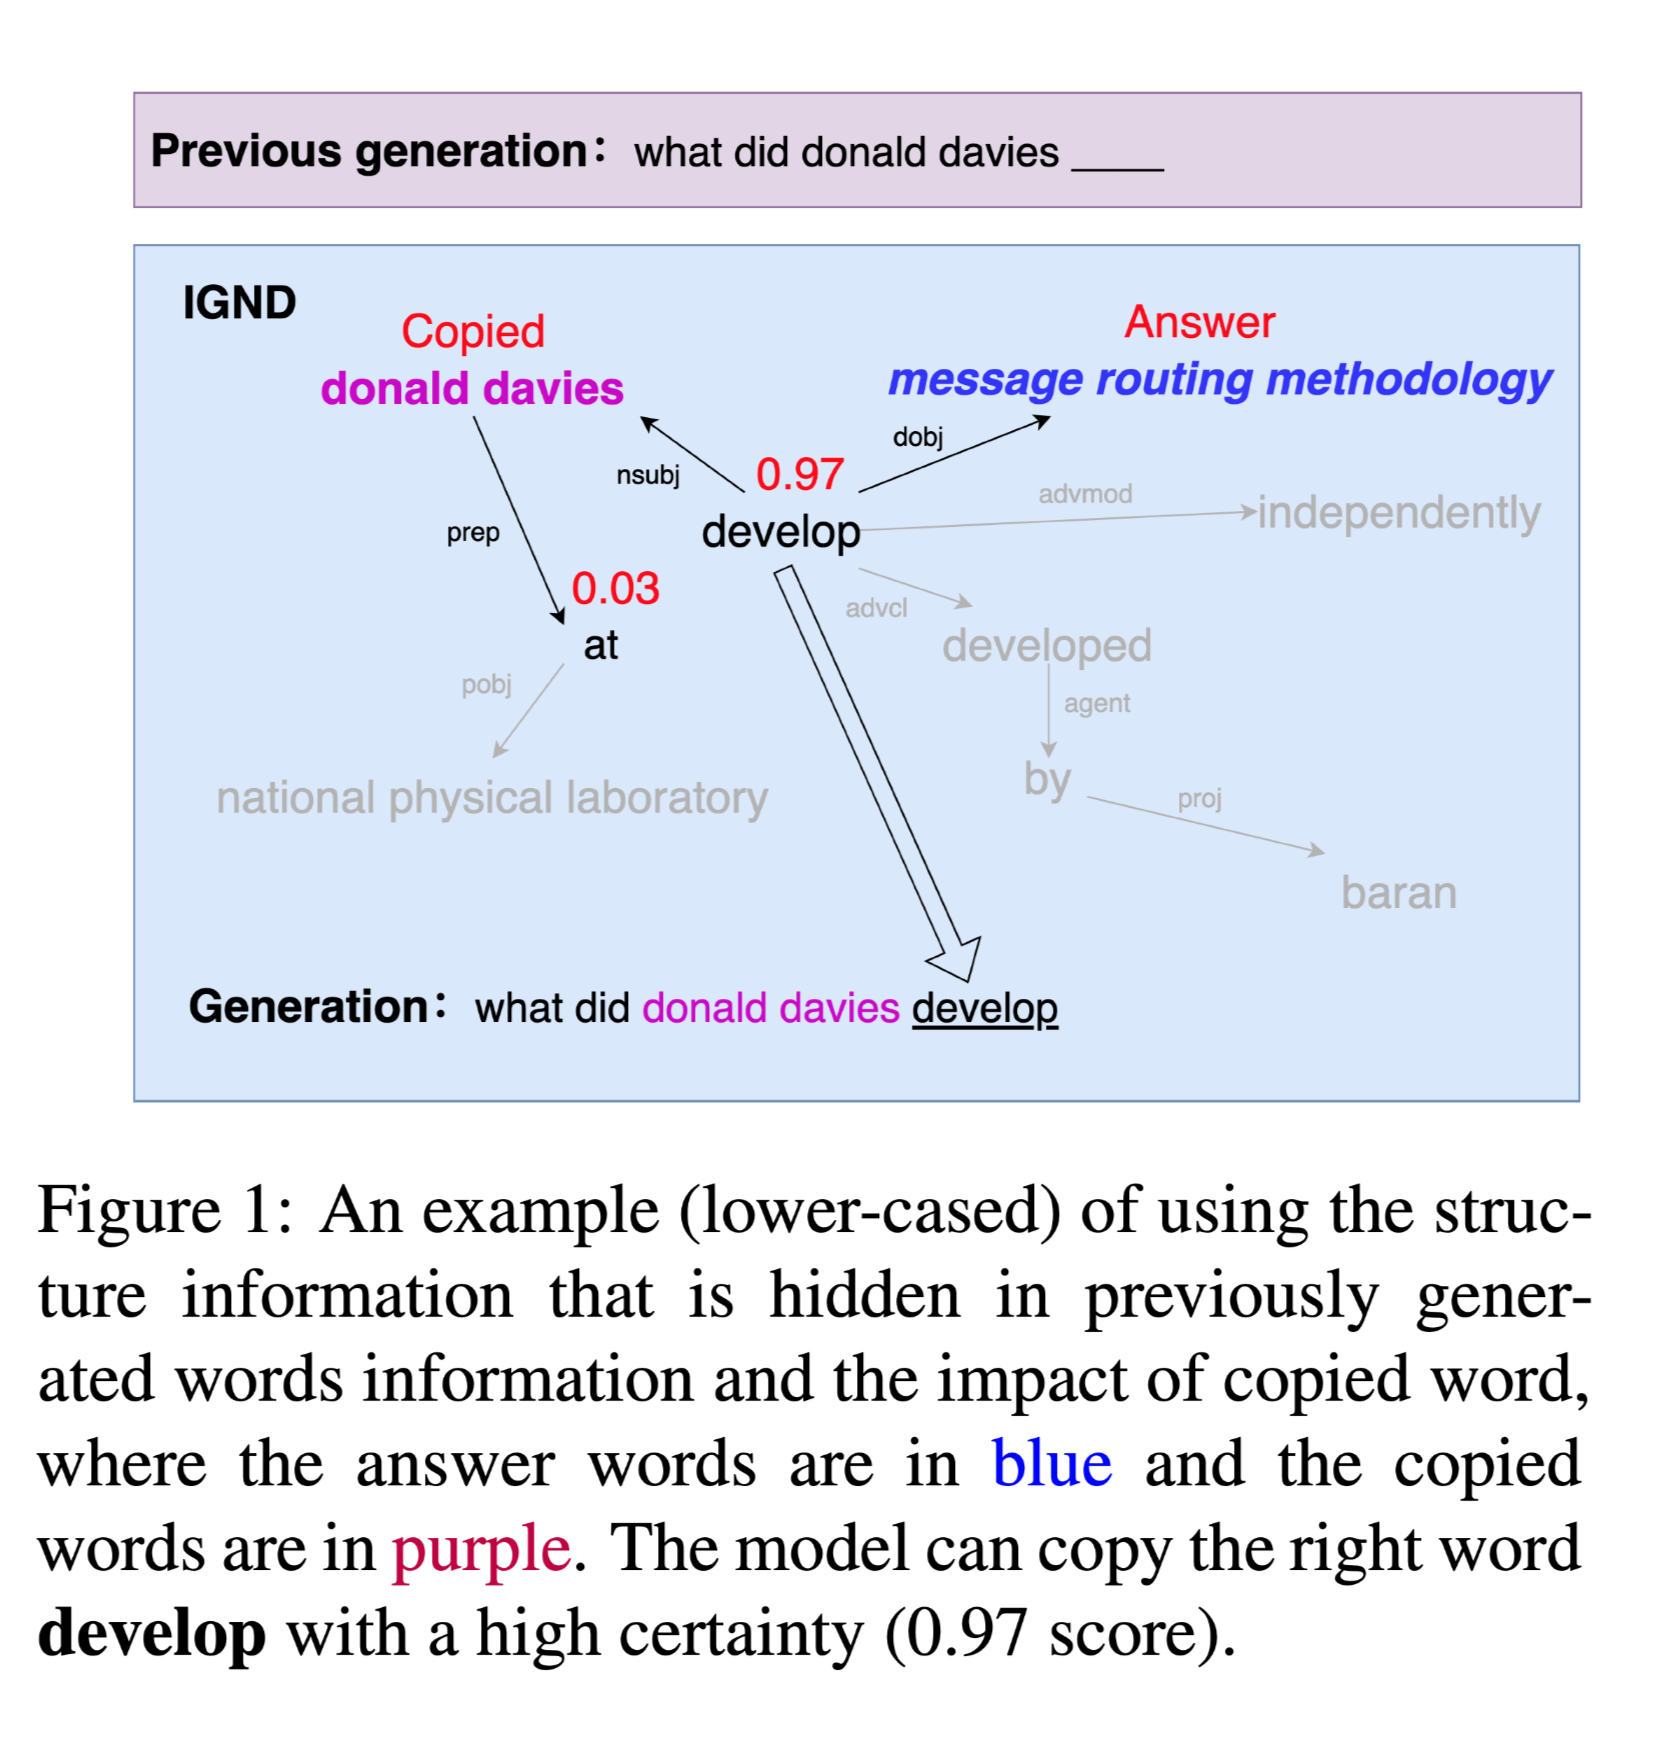 Previous generation: what did donald davies ____
IGND
Copied
Answer
donald davies
message routing methodology
dobj
nsubj
0.97
advmod
independently
prep
develop
0.03
advcl
at
developed
pobj
agent
national physical laboratory
by
proj
baran
Generation: what did donald davies develop
Figure 1: An example (lower-cased) of using the struc-
ture information that is hidden in previously gener-
ated words information and the impact of copied word,
where the answer words are in blue and the copied
words are in purple. The model can copy the right word
develop with a high certainty (0.97 score).